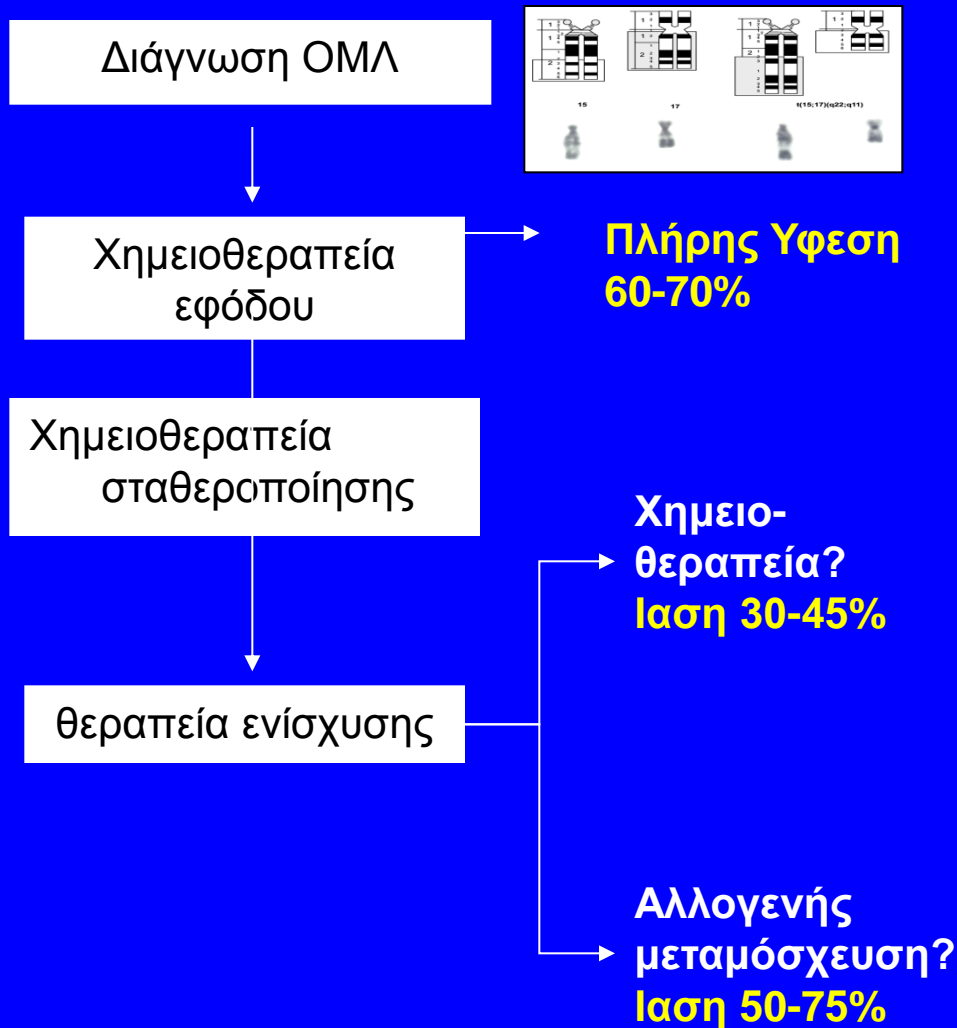 Διάγνωση ΟΜΛ
15
17
t(15;17)(q22;q11)
Χημειοθεραπεία
εφόδου
Πλήρης Υφεση
60-70%
Χημειοθεραπεία
σταθεροποίησης
Χημειο-
θεραπεία?
Ιαση 30-45%
θεραπεία ενίσχυσης
Αλλογενής
μεταμόσχευση?
Ιαση 50-75%